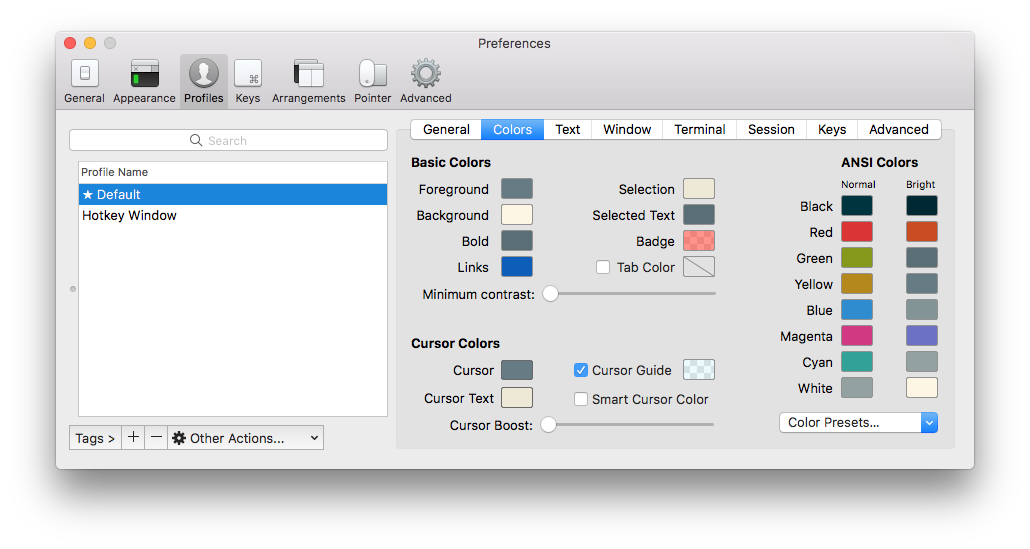 Preferences
General Appearance Profiles Keys Arrangements Pointer Advanced
Search
Profile Name
★ Default
Hotkey Window
Tags > + − Other Actions...
General Colors Text Window Terminal Session Keys Advanced
Basic Colors
Foreground
Background
Bold
Links
Selection
Selected Text
Badge
Tab Color
Minimum contrast:
Cursor Colors
Cursor
Cursor Text
Cursor Guide
Smart Cursor Color
Cursor Boost:
ANSI Colors
Normal Bright
Black
Red
Green
Yellow
Blue
Magenta
Cyan
White
Color Presets...